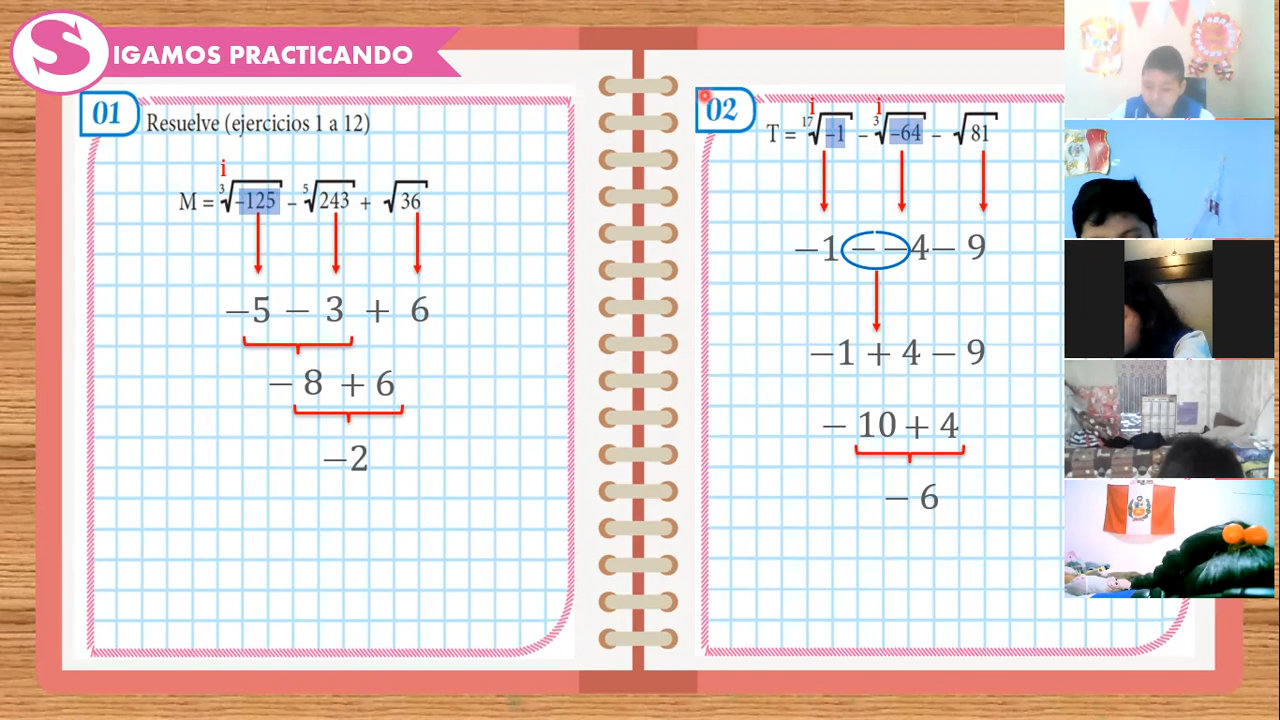 SIGAMOS PRACTICANDO
01
Resuelve (ejercicios 1 a 12)
i
M = ∛-125 - ⁵√243 + √36
-5 - 3 + 6
-8 + 6
-2
02
i i
T = ¹⁷√-1 - ³√-64 - √81
-1 - -4 - 9
-1 + 4 - 9
-10 + 4
-6